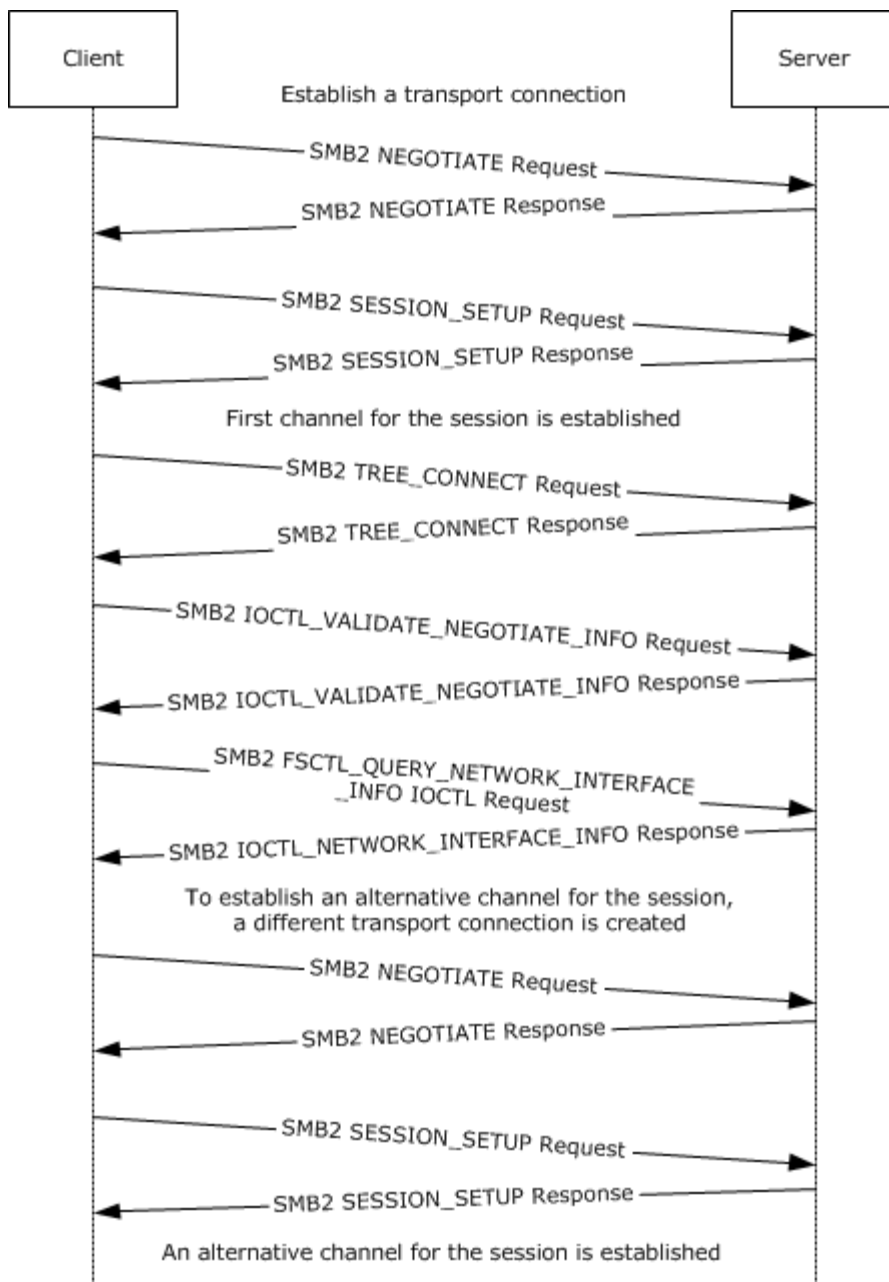 Client
Server
Establish a transport connection
SMB2 NEGOTIATE Request
SMB2 NEGOTIATE Response
SMB2 SESSION_SETUP Request
SMB2 SESSION_SETUP Response
First channel for the session is established
SMB2 TREE_CONNECT Request
SMB2 TREE_CONNECT Response
SMB2 IOCTL_VALIDATE_NEGOTIATE_INFO Request
SMB2 IOCTL_VALIDATE_NEGOTIATE_INFO Response
SMB2 FSCTL_QUERY_NETWORK_INTERFACE
_INFO IOCTL Request
SMB2 IOCTL_NETWORK_INTERFACE_INFO Response
To establish an alternative channel for the session,
a different transport connection is created
SMB2 NEGOTIATE Request
SMB2 NEGOTIATE Response
SMB2 SESSION_SETUP Request
SMB2 SESSION_SETUP Response
An alternative channel for the session is established